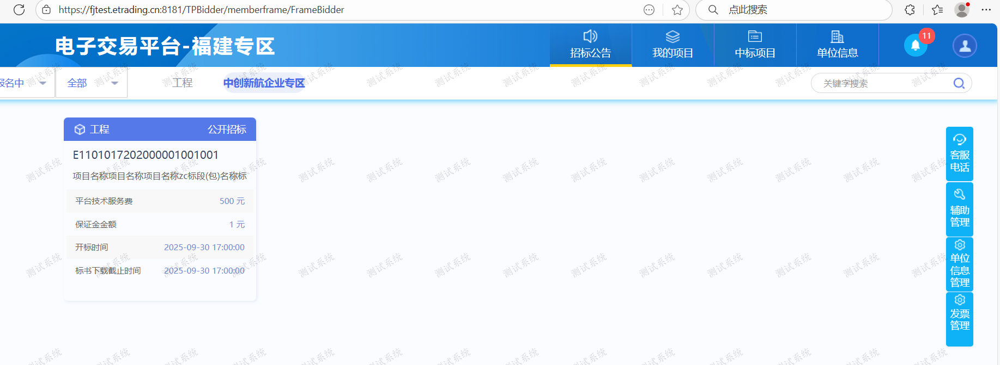 https://fjtest.etrading.cn:8181/TPBidder/memberframe/FrameBidder
点此搜索
电子交易平台-福建专区
招标公告
我的项目
中标项目
单位信息
11
报名中
全部
工程
中创新航企业专区
关键字搜索
工程
公开招标
E1101017202000001001001
项目名称项目名称项目名称zc标段(包)名称标
平台技术服务费
500 元
保证金金额
1 元
开标时间
2025-09-30 17:00:00
标书下载截止时间
2025-09-30 17:00:00
客服
电话
辅助
管理
单位
信息
管理
发票
管理
测试系统